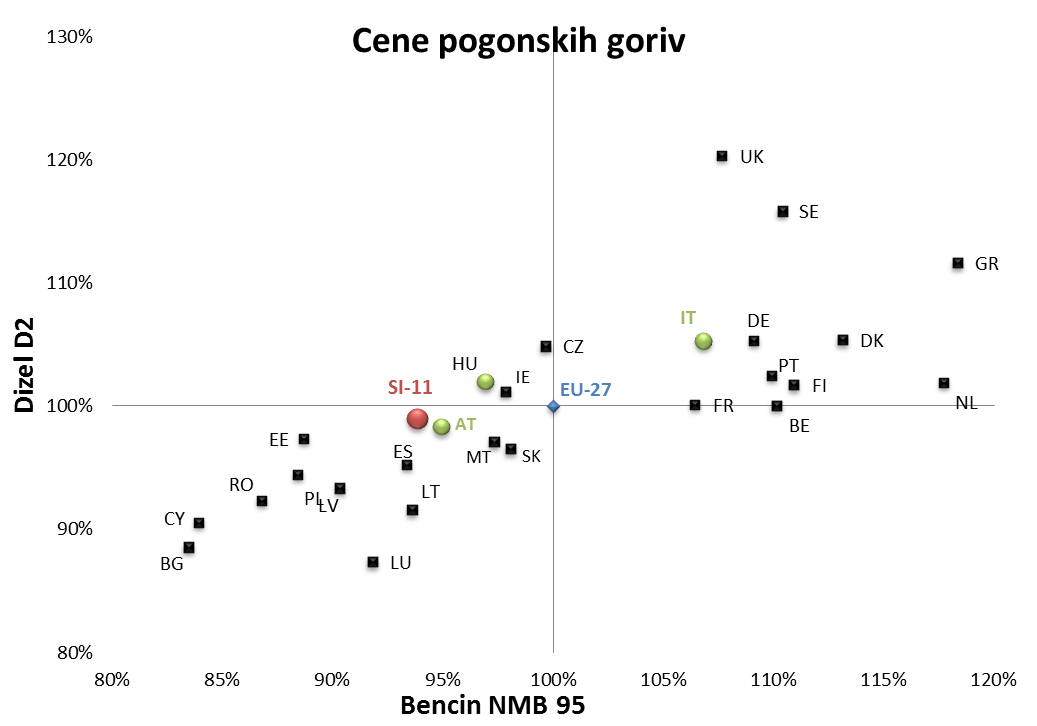 Cene pogonskih goriv
130%
120%
110%
100%
90%
80%
Dizel D2
UK
SE
GR
IT
DE
DK
CZ
HU
IE
PT
FI
NL
SI-11
EU-27
FR
BE
AT
EE
ES
MT
SK
RO
PL
LV
LT
CY
BG
LU
80%
85%
90%
95%
100%
105%
110%
115%
120%
Bencin NMB 95